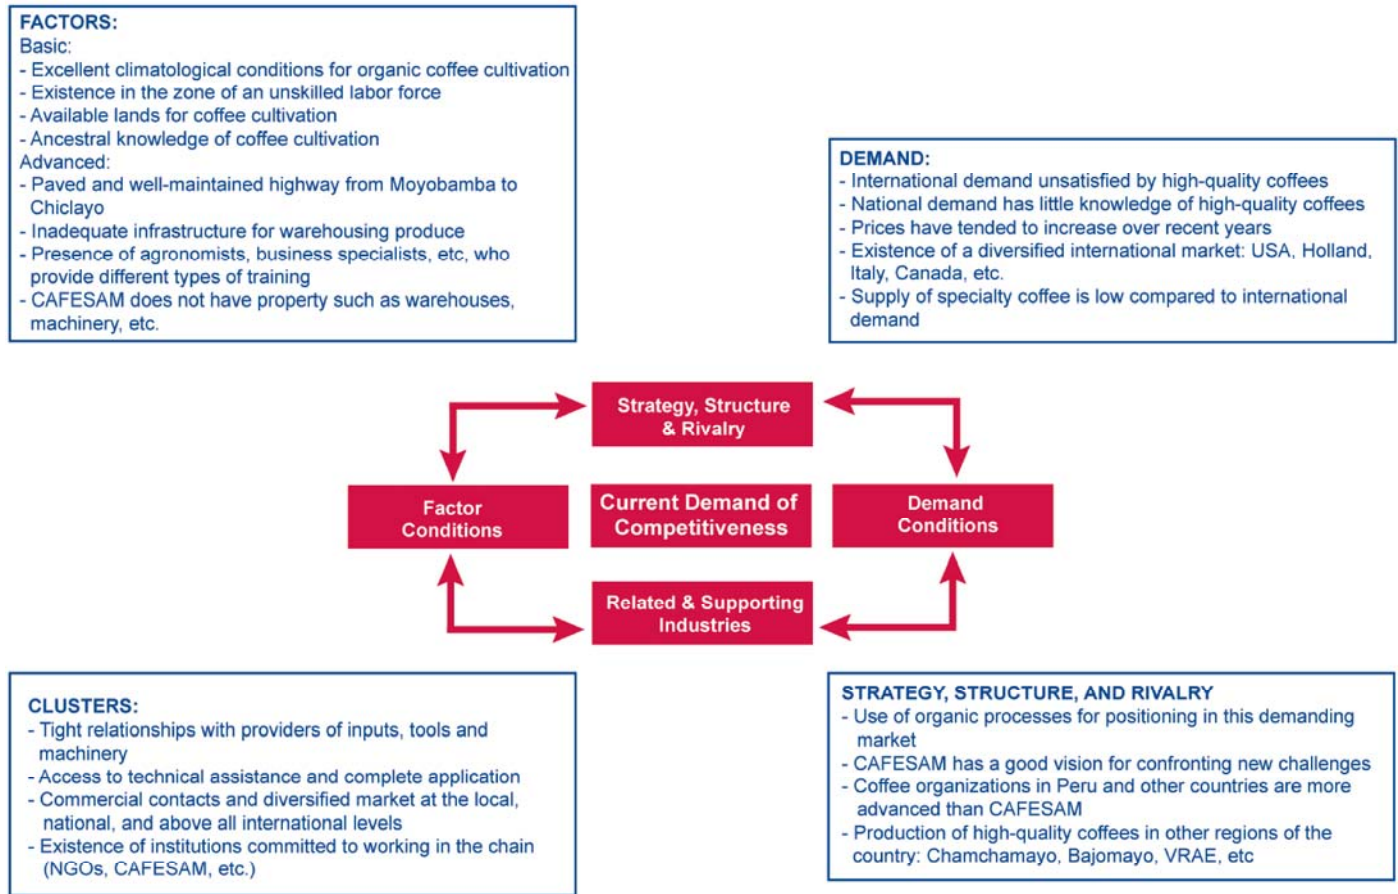 FACTORS:
Basic:
- Excellent climatological conditions for organic coffee cultivation
- Existence in the zone of an unskilled labor force
- Available lands for coffee cultivation
- Ancestral knowledge of coffee cultivation
Advanced:
- Paved and well-maintained highway from Moyobamba to
Chiclayo
- Inadequate infrastructure for warehousing produce
- Presence of agronomists, business specialists, etc, who
provide different types of training
- CAFESAM does not have property such as warehouses,
machinery, etc.
DEMAND:
- International demand unsatisfied by high-quality coffees
- National demand has little knowledge of high-quality coffees
- Prices have tended to increase over recent years
- Existence of a diversified international market: USA, Holland,
Italy, Canada, etc.
- Supply of specialty coffee is low compared to international
demand
Strategy, Structure
& Rivalry
Factor
Conditions
Current Demand of
Competitiveness
Demand
Conditions
Related & Supporting
Industries
CLUSTERS:
- Tight relationships with providers of inputs, tools and
machinery
- Access to technical assistance and complete application
- Commercial contacts and diversified market at the local,
national, and above all international levels
- Existence of institutions committed to working in the chain
(NGOs, CAFESAM, etc.)
STRATEGY, STRUCTURE, AND RIVALRY
- Use of organic processes for positioning in this demanding
market
- CAFESAM has a good vision for confronting new challenges
- Coffee organizations in Peru and other countries are more
advanced than CAFESAM
- Production of high-quality coffees in other regions of the
country: Chamchamayo, Bajomayo, VRAE, etc